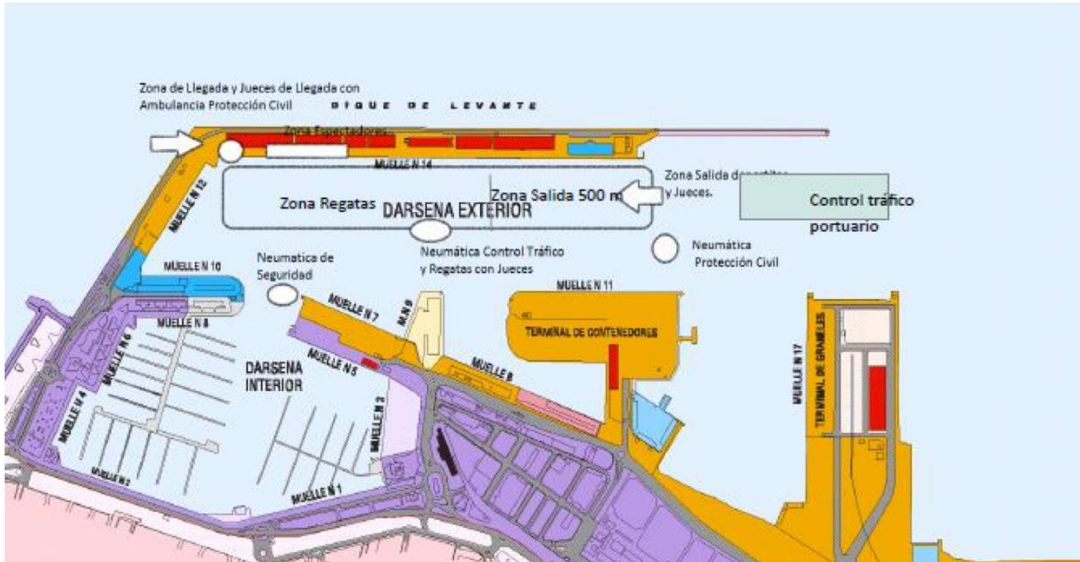 Zona de Llegada y Jueces de Llegada con
Ambulancia Protección Civil
DIQUE DE LEVANTE
Zona Espectadores
MUELLE N 14
MUELLE N 12
Zona Regatas
Zona Salida 500 m
DARSENA EXTERIOR
Zona Salida
y Jueces.
Control tráfico
portuario
Neumática Control Tráfico
y Regatas con Jueces
Neumática
Protección Civil
Neumatica de
Seguridad
MUELLE N 10
MUELLE N 8
MUELLE N 6
MUELLE N 4
MUELLE N 2
MUELLE N 7
M.N 9
MUELLE N 5
DARSENA
INTERIOR
MUELLE N 3
MUELLE N 1
MUELLE N 11
TERMINAL DE CONTENEDORES
MUELLE N 17
TERMINAL DE GRANELES